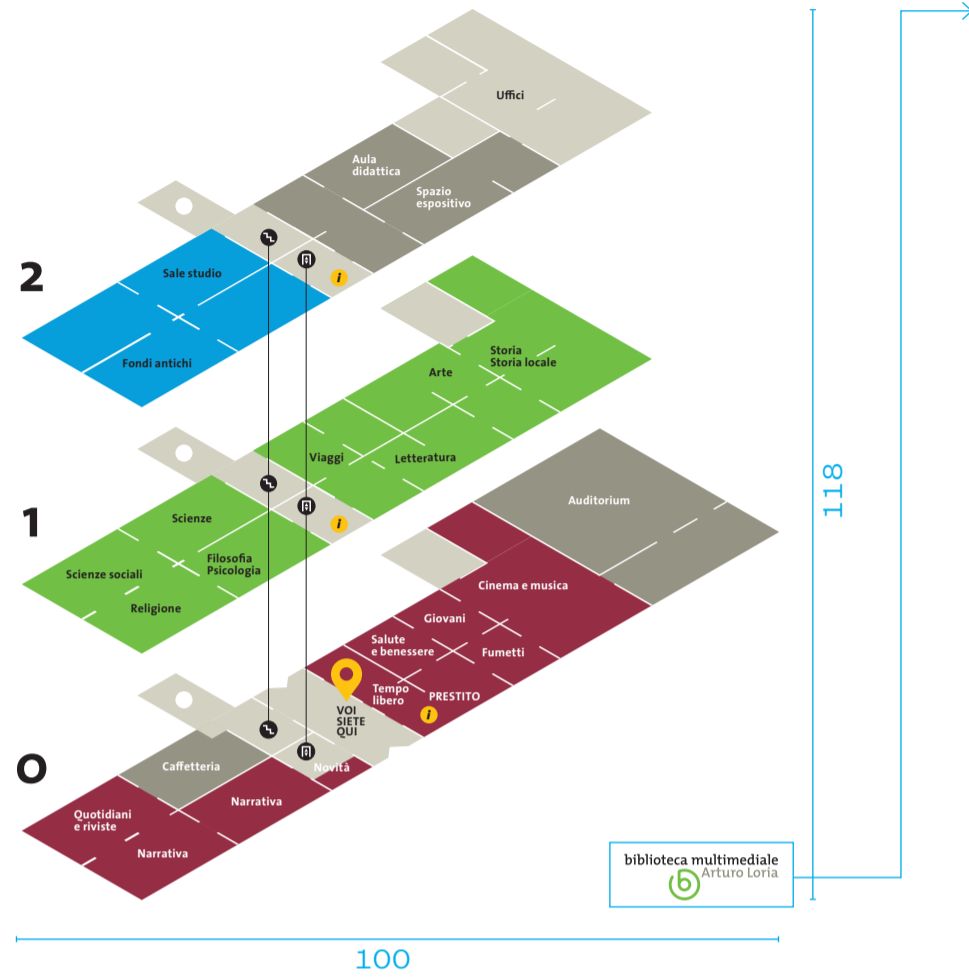 Uffici
Aula
didattica
Spazio
espositivo
2
Sale studio
i
Fondi antichi
Storia
Storia locale
Arte
Viaggi
Letteratura
1
Scienze
i
Filosofia
Psicologia
Scienze sociali
Religione
Auditorium
118
Cinema e musica
Giovani
Salute
e benessere
Fumetti
Tempo
libero
PRESTITO
i
VOI
SIETE
QUI
0
Caffetteria
Novità
Narrativa
Quotidiani
e riviste
Narrativa
biblioteca multimediale
Arturo Loria
b
100